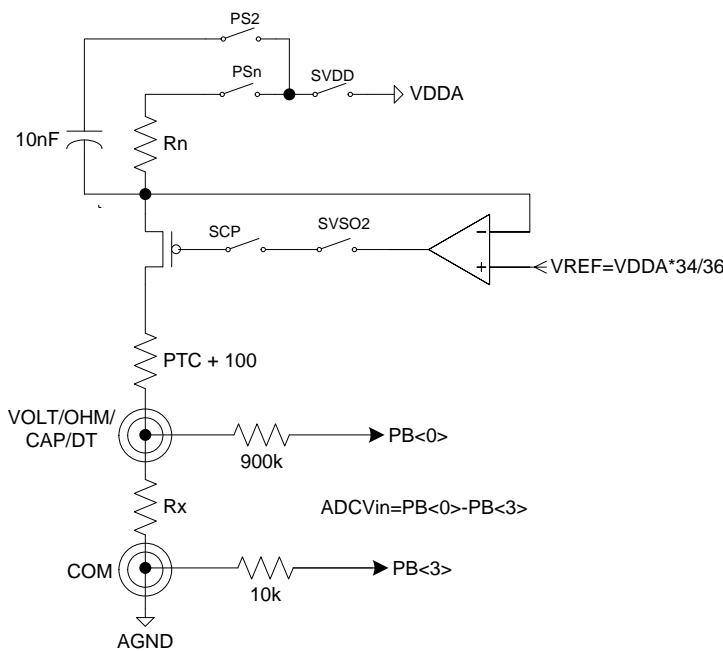 PS2
PSn
SVDD
VDDA
10nF
Rn
SCP
SVSO2
-
+
VREF=VDDA*34/36
PTC + 100
VOLT/OHM/
CAP/DT
900k
PB<0>
Rx
ADCVin=PB<0>-PB<3>
COM
10k
PB<3>
AGND